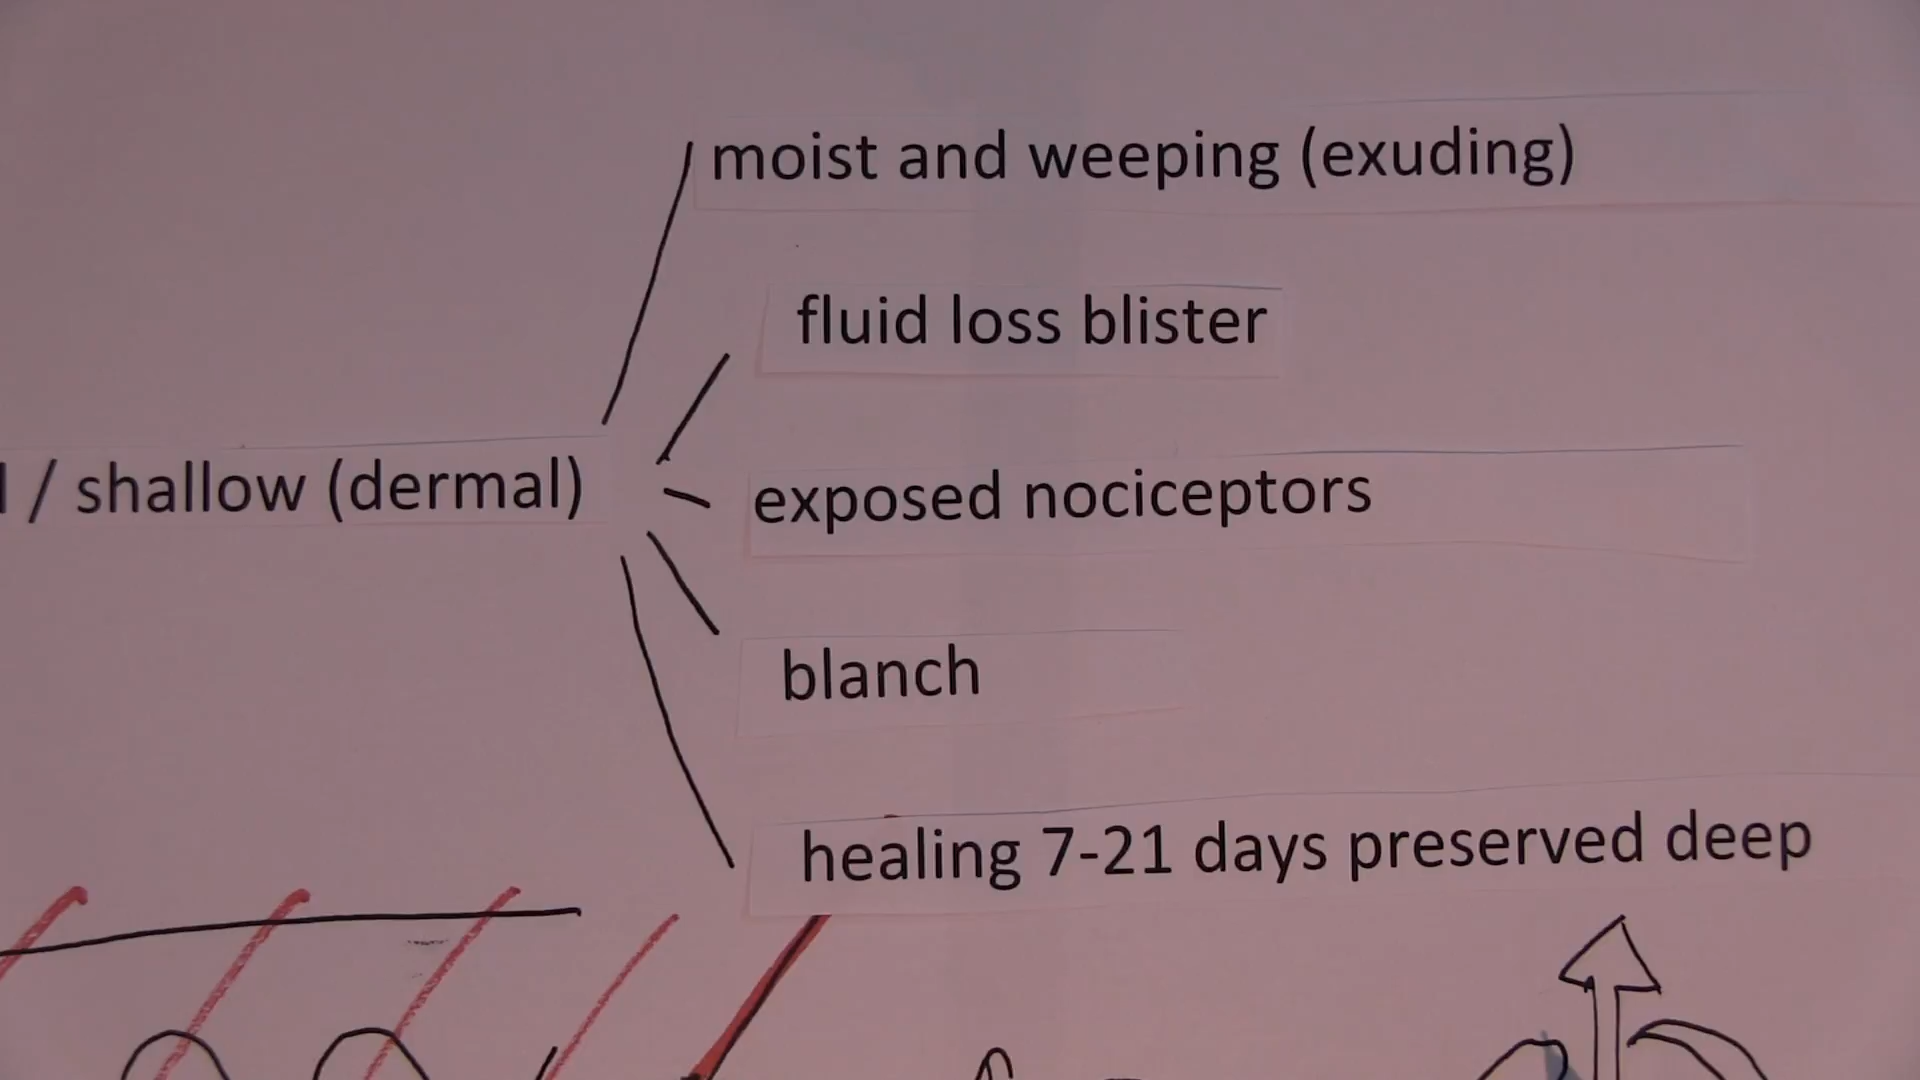 moist and weeping (exuding)
fluid loss blister
/ shallow (dermal)
exposed nociceptors
blanch
healing 7-21 days preserved deep